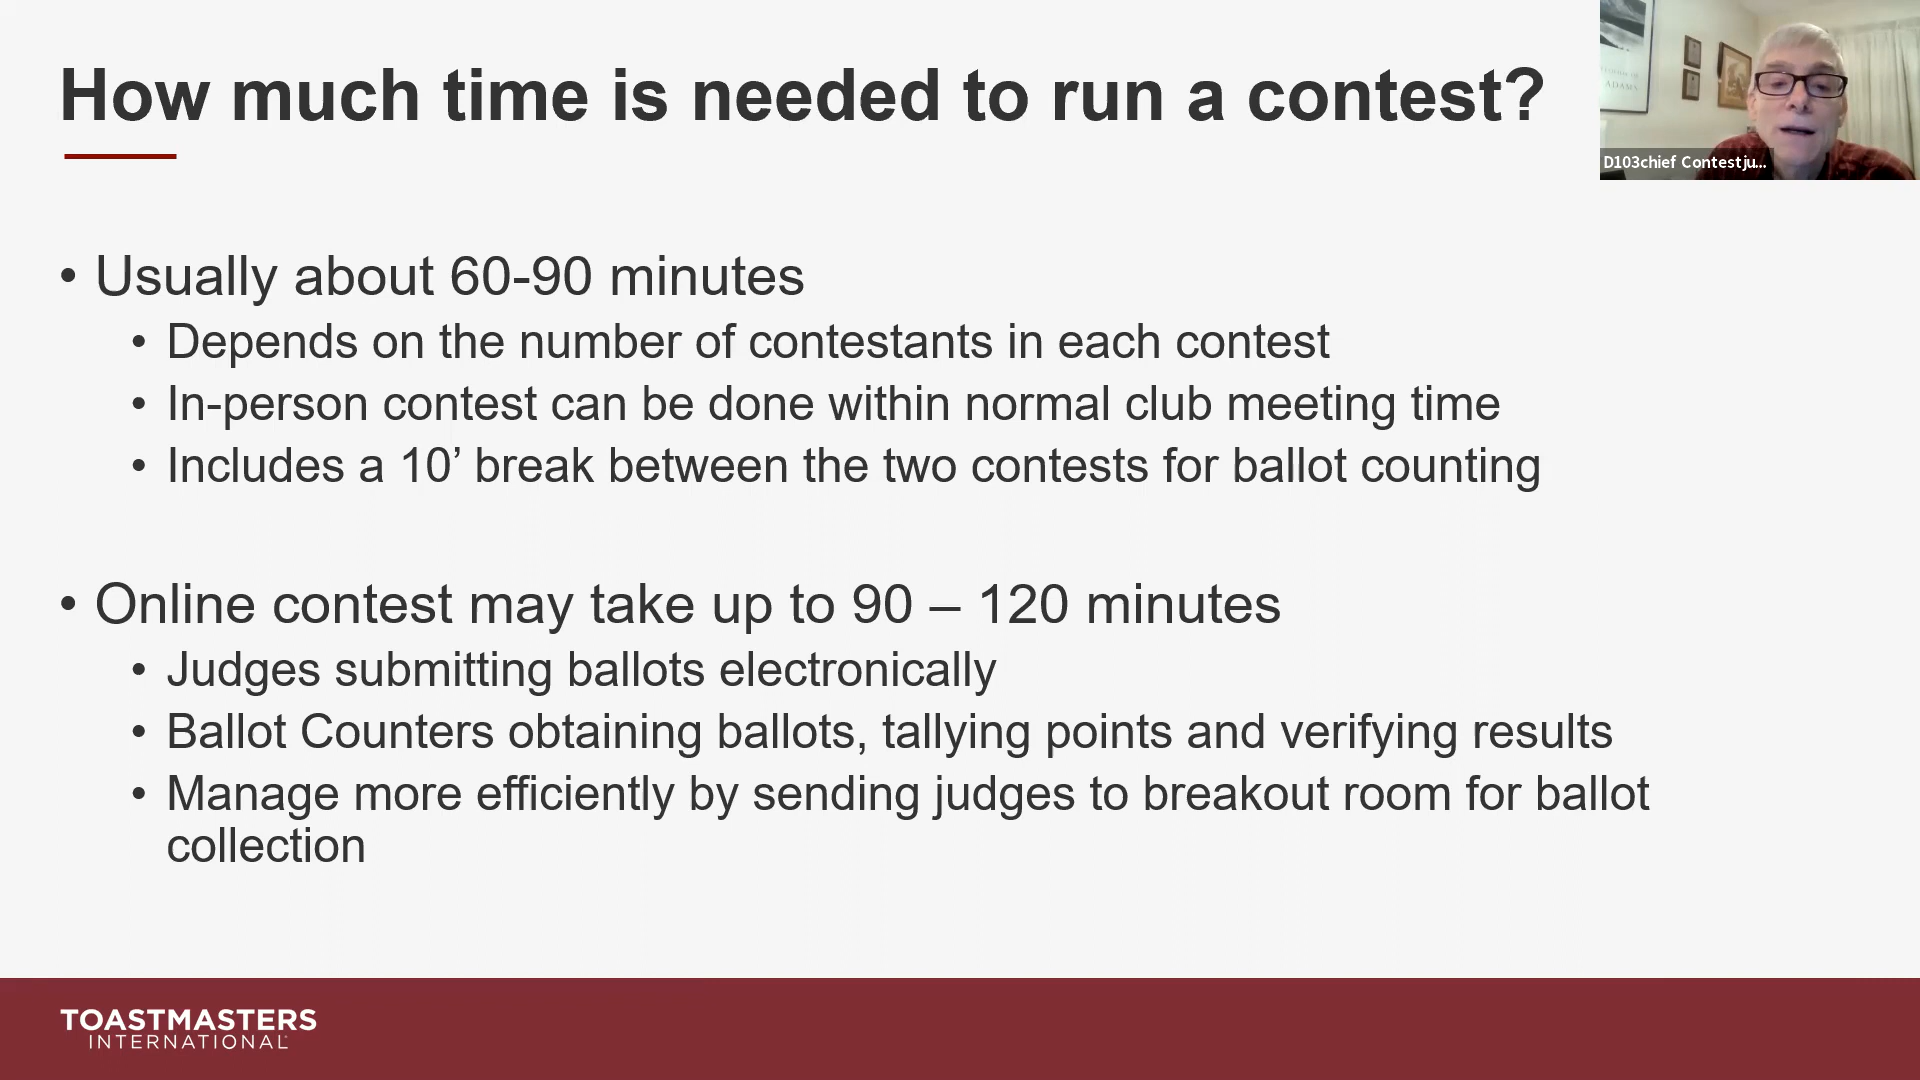 How much time is needed to run a contest?
D103chief Contestju...
• Usually about 60-90 minutes
• Depends on the number of contestants in each contest
• In-person contest can be done within normal club meeting time
• Includes a 10’ break between the two contests for ballot counting
• Online contest may take up to 90 – 120 minutes
• Judges submitting ballots electronically
• Ballot Counters obtaining ballots, tallying points and verifying results
• Manage more efficiently by sending judges to breakout room for ballot
collection
TOASTMASTERS
INTERNATIONAL